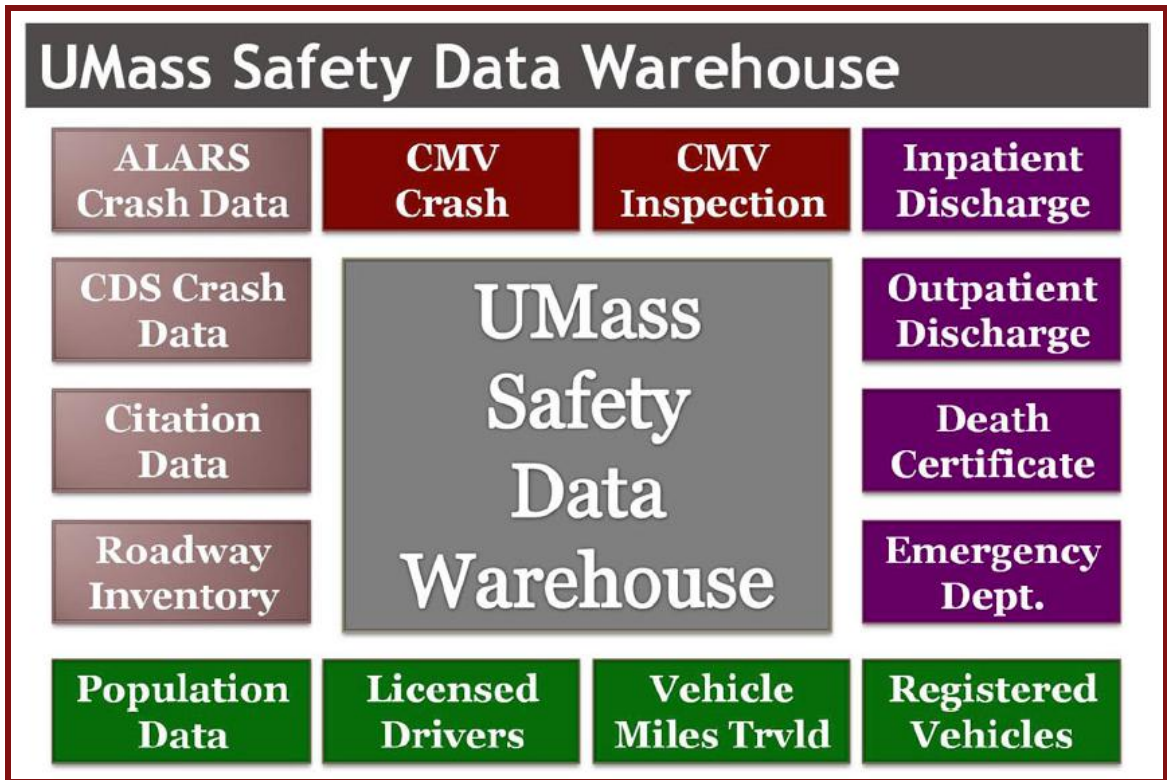 UMass Safety Data Warehouse
ALARS
Crash Data
CMV
Crash
CMV
Inspection
Inpatient
Discharge
CDS Crash
Data
UMass
Safety
Data
Warehouse
Outpatient
Discharge
Citation
Data
Death
Certificate
Roadway
Inventory
Emergency
Dept.
Population
Data
Licensed
Drivers
Vehicle
Miles Trvld
Registered
Vehicles